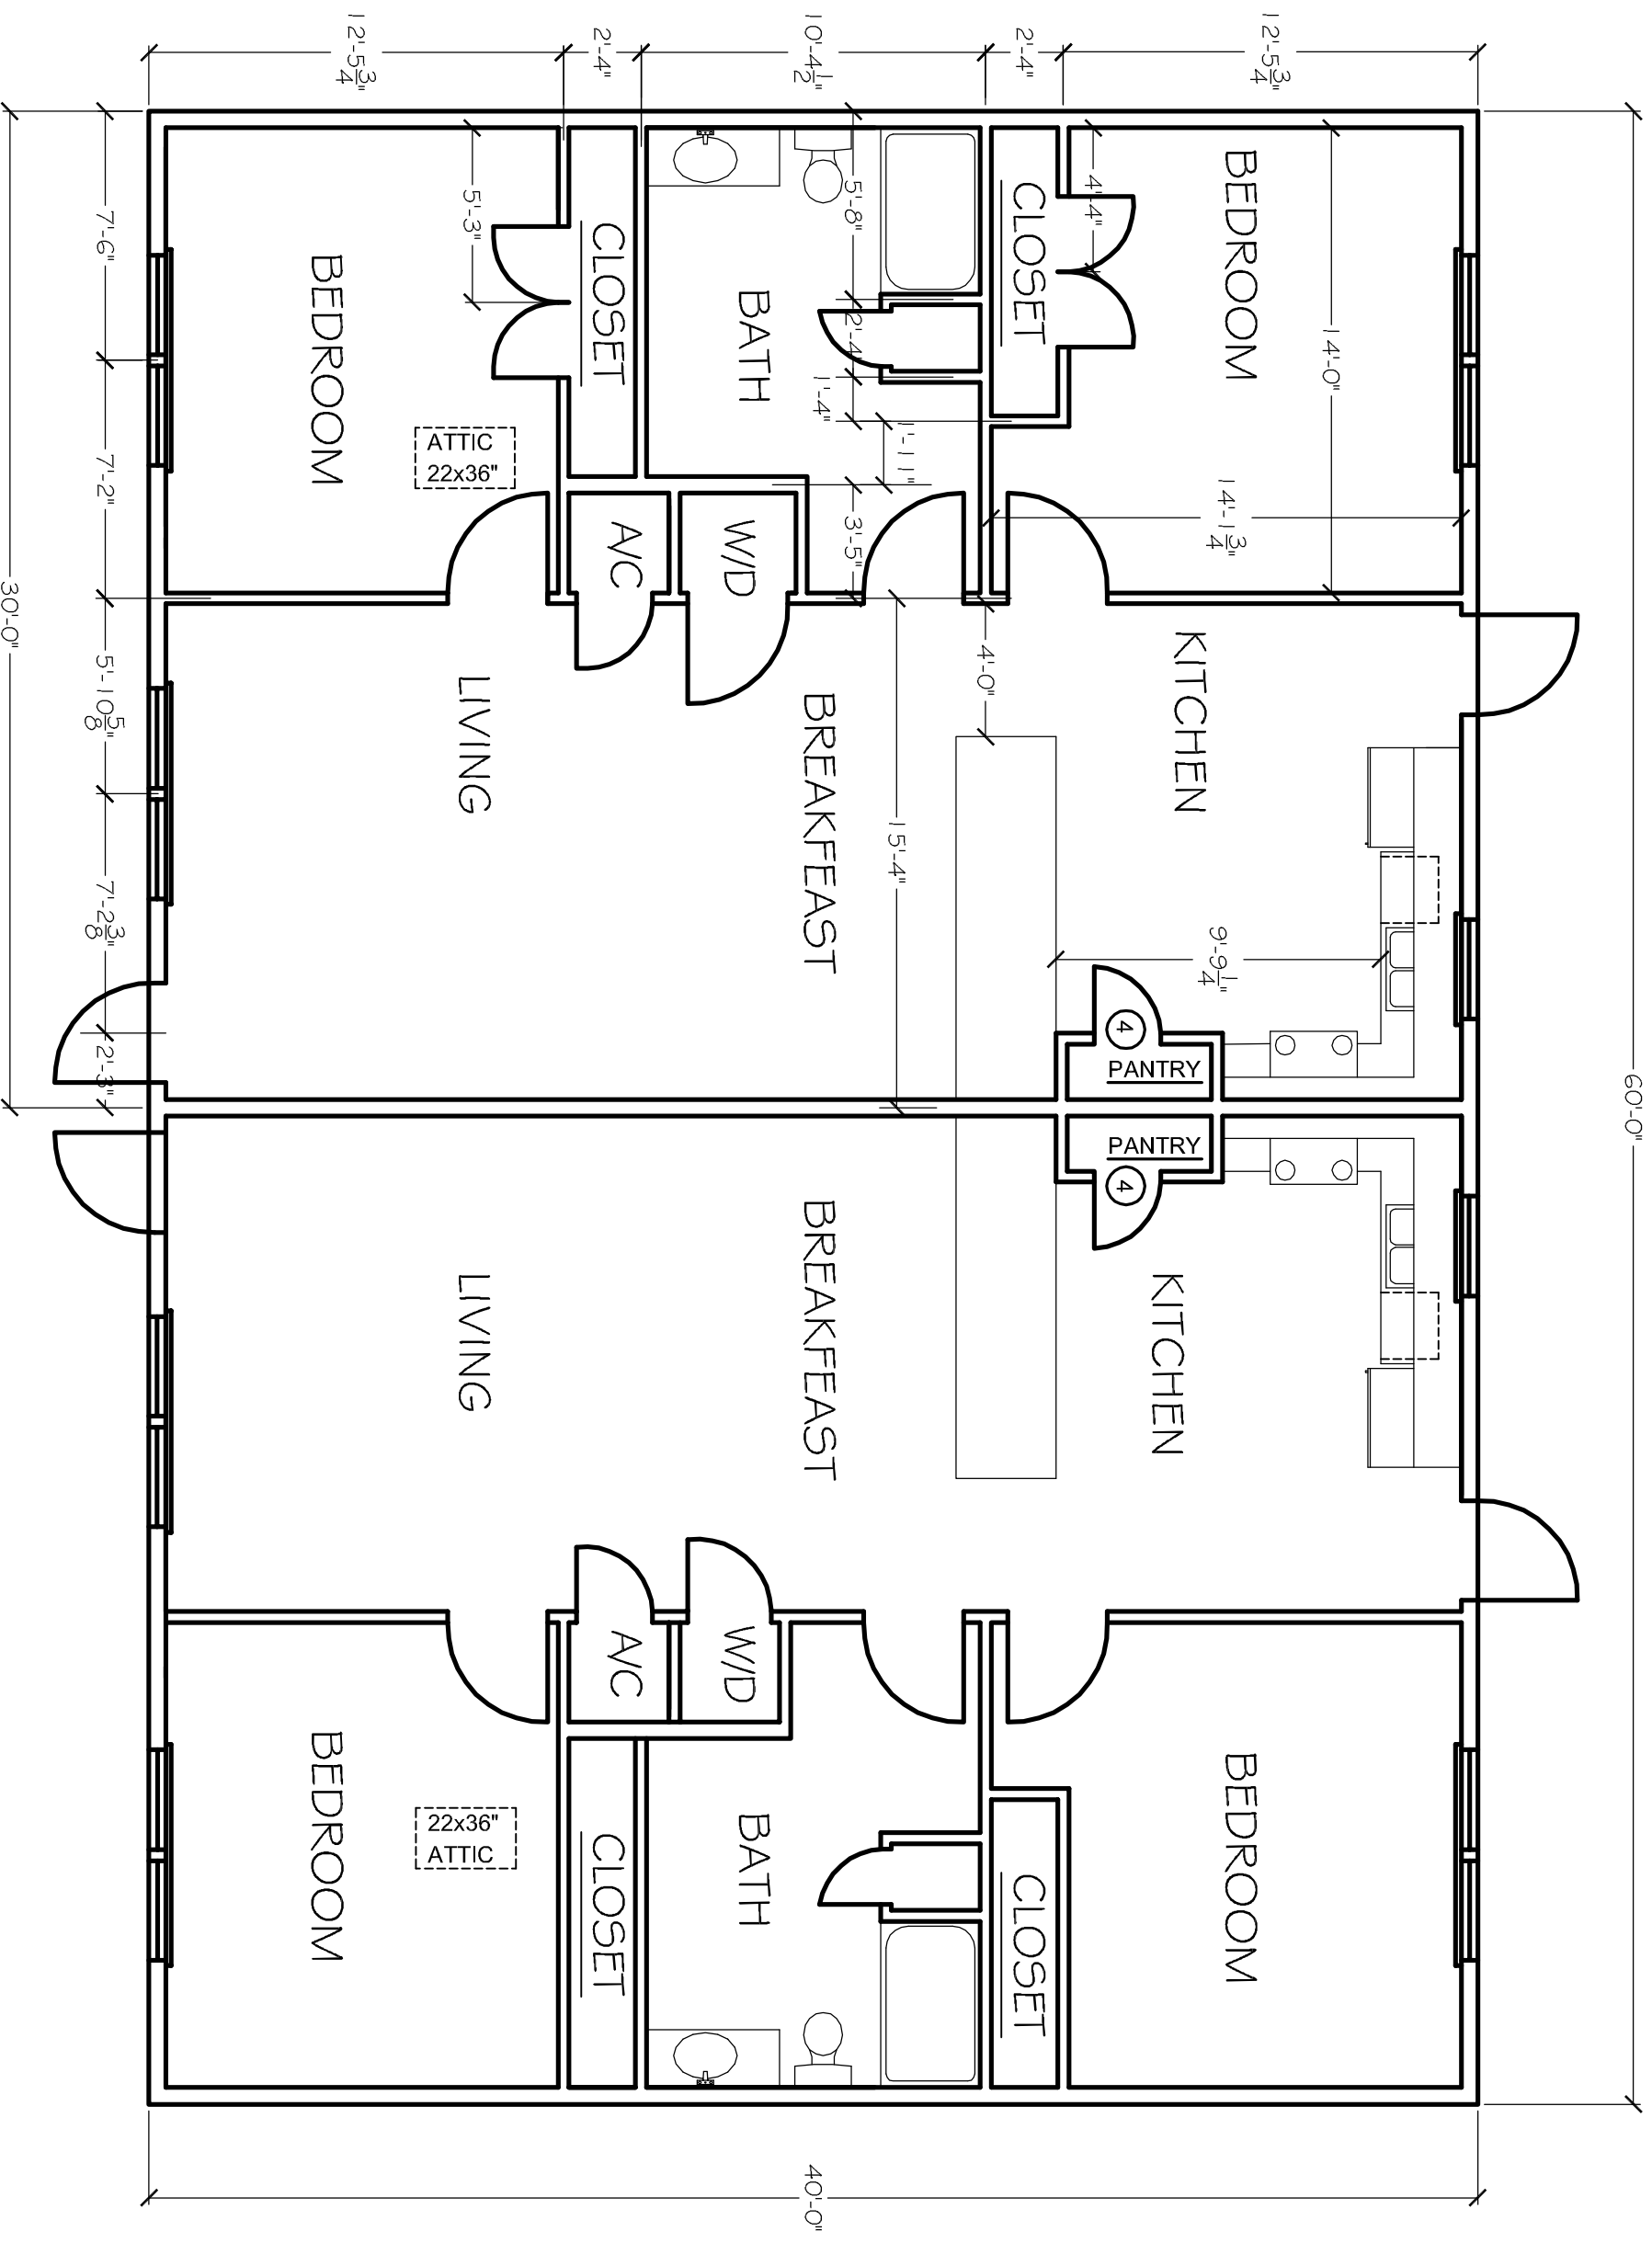 60'-0"
12'-5 3/4"
2'-4"
10'-4 1/2"
2'-4"
12'-5 3/4"
BEDROOM
14'-0"
14'-1 3/4"
4'-4"
CLOSET
5'-8"
2'-4"
1'-4"
1'-11"
3'-5"
BATH
CLOSET
5'-3"
BEDROOM
ATTIC
22x36"
A/C
W/D
7'-6"
7'-2"
5'-10 5/8"
7'-2 3/8"
2'-3"
30'-0"
KITCHEN
4'-0"
BREAKFEAST
15'-4"
LIVING
9'-9 1/4"
4
PANTRY
PANTRY
4
KITCHEN
BREAKFEAST
LIVING
A/C
W/D
BEDROOM
22x36"
ATTIC
CLOSET
BATH
CLOSET
BEDROOM
40'-0"